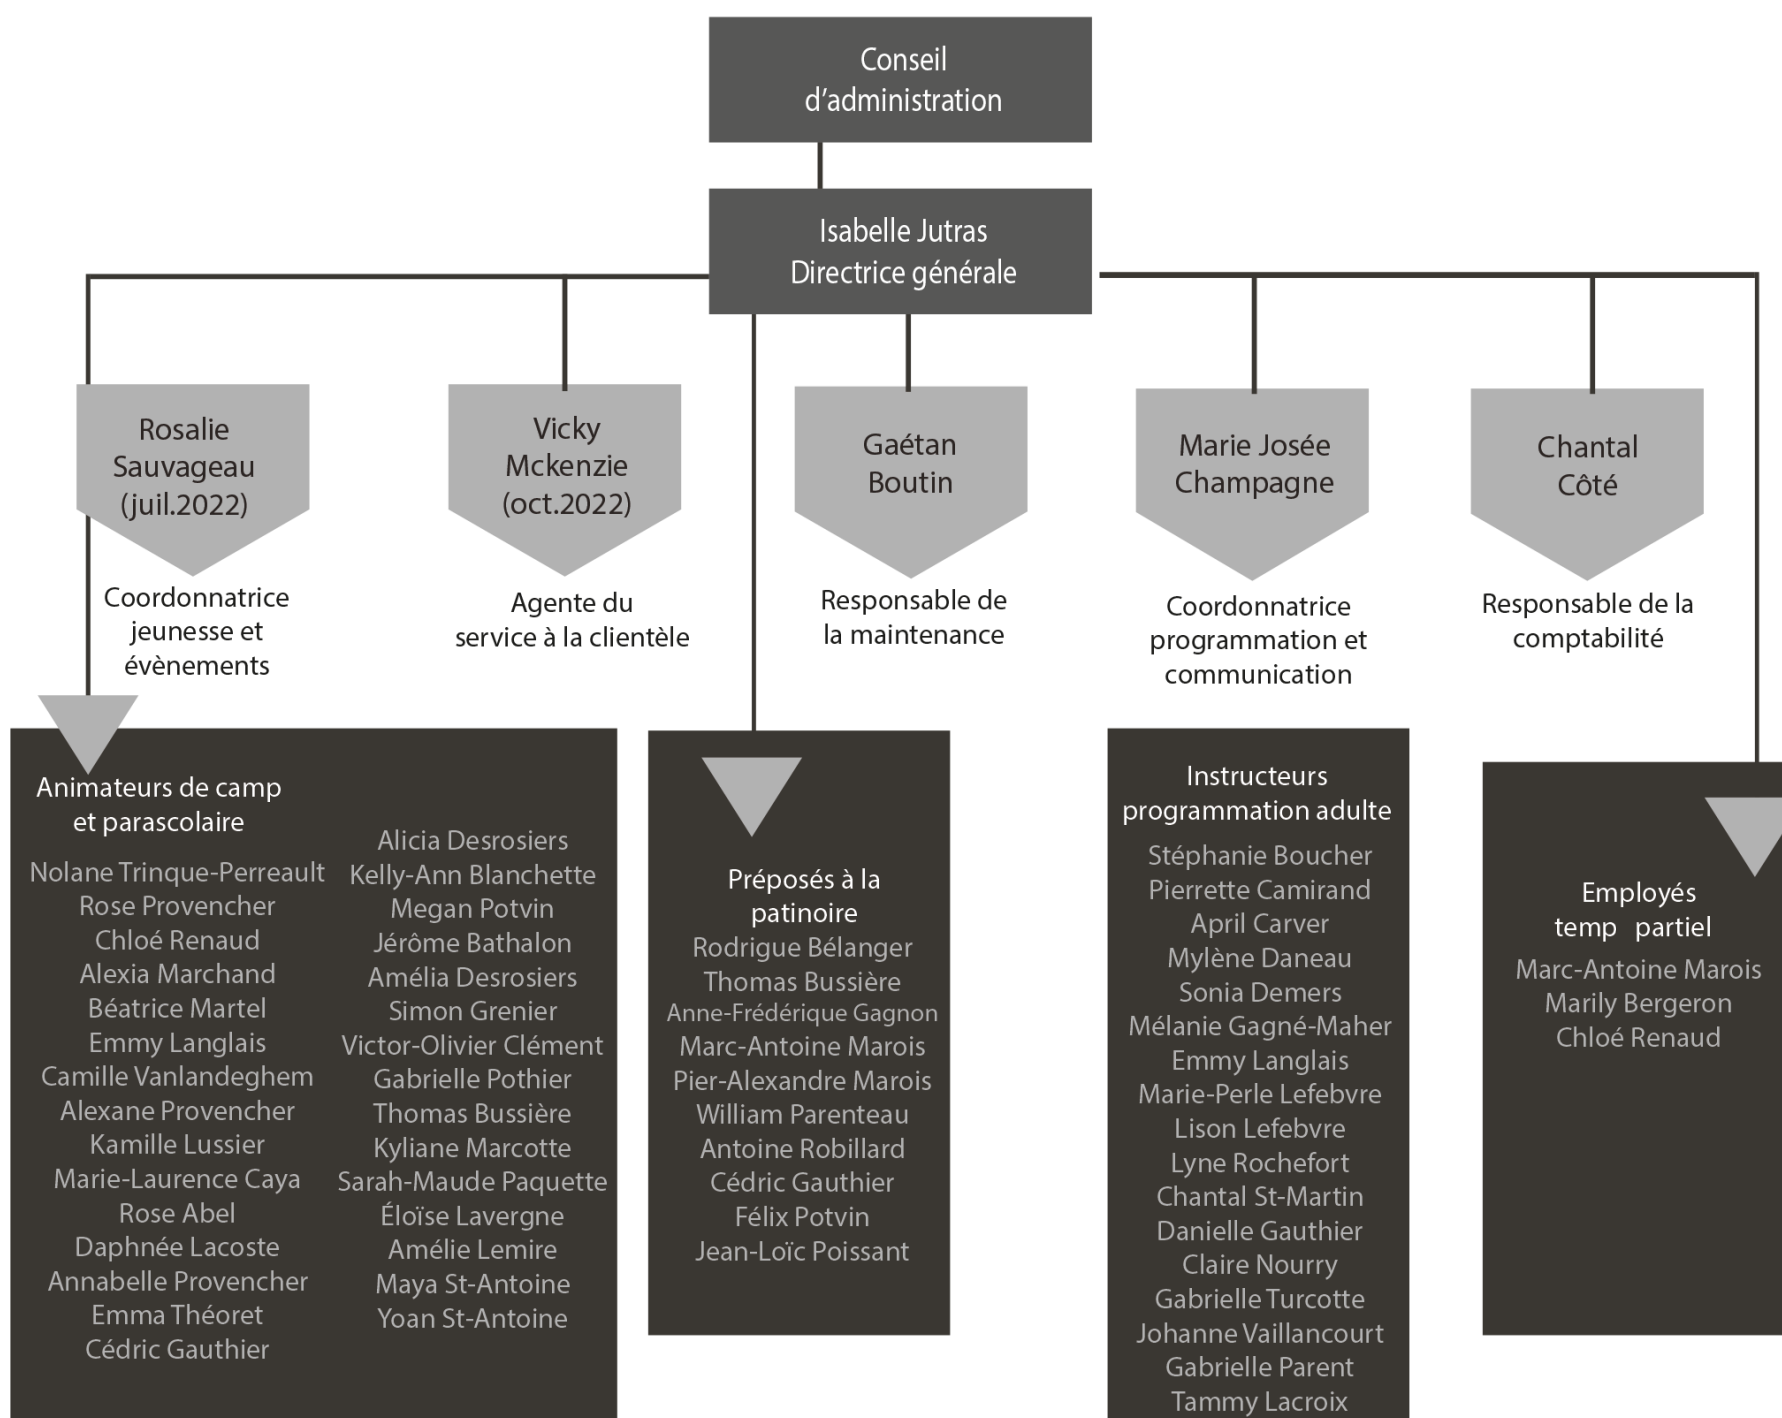 Conseil
d'administration
Isabelle Jutras
Directrice générale
Rosalie
Sauvageau
(juil.2022)
Coordonnatrice
jeunesse et
évènements
Vicky
Mckenzie
(oct.2022)
Agente du
service à la clientèle
Gaétan
Boutin
Responsable de
la maintenance
Marie Josée
Champagne
Coordonnatrice
programmation et
communication
Chantal
Côté
Responsable de la
comptabilité
Animateurs de camp
et parascolaire
Nolane Trinque-Perreault
Rose Provencher
Chloé Renaud
Alexia Marchand
Béatrice Martel
Emmy Langlais
Camille Vanlandeghem
Alexane Provencher
Kamille Lussier
Marie-Laurence Caya
Rose Abel
Daphnée Lacoste
Annabelle Provencher
Emma Théoret
Cédric Gauthier
Alicia Desrosiers
Kelly-Ann Blanchette
Megan Potvin
Jérôme Bathalon
Amélia Desrosiers
Simon Grenier
Victor-Olivier Clément
Gabrielle Pothier
Thomas Bussière
Kyliane Marcotte
Sarah-Maude Paquette
Éloïse Lavergne
Amélie Lemire
Maya St-Antoine
Yoan St-Antoine
Préposés à la
patinoire
Rodrigue Bélanger
Thomas Bussière
Anne-Frédérique Gagnon
Marc-Antoine Marois
Pier-Alexandre Marois
William Parenteau
Antoine Robillard
Cédric Gauthier
Félix Potvin
Jean-Loïc Poissant
Instructeurs
programmation adulte
Stéphanie Boucher
Pierrette Camirand
April Carver
Mylène Daneau
Sonia Demers
Mélanie Gagné-Maher
Emmy Langlais
Marie-Perle Lefebvre
Lison Lefebvre
Lyne Rochefort
Chantal St-Martin
Danielle Gauthier
Claire Nourry
Gabrielle Turcotte
Johanne Vaillancourt
Gabrielle Parent
Tammy Lacroix
Employés
temp partiel
Marc-Antoine Marois
Marily Bergeron
Chloé Renaud